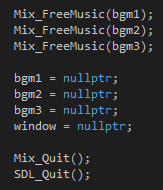 Mix_FreeMusic(bgm1);
Mix_FreeMusic(bgm2);
Mix_FreeMusic(bgm3);
bgm1 = nullptr;
bgm2 = nullptr;
bgm3 = nullptr;
window = nullptr;
Mix_Quit();
SDL_Quit();